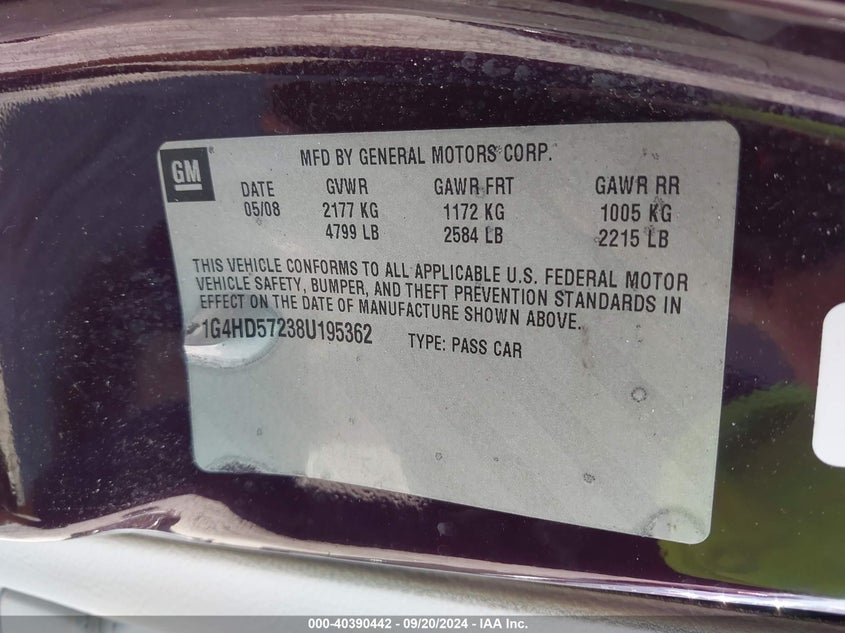 GM
MFD BY GENERAL MOTORS CORP.
DATE GVWR GAWR FRT GAWR RR
05/08 2177 KG 1172 KG 1005 KG
4799 LB 2584 LB 2215 LB
THIS VEHICLE CONFORMS TO ALL APPLICABLE U.S. FEDERAL MOTOR
VEHICLE SAFETY, BUMPER, AND THEFT PREVENTION STANDARDS IN
EFFECT ON THE DATE OF MANUFACTURE SHOWN ABOVE.
1G4HD57238U195362 TYPE: PASS CAR
000-40390442 - 09/20/2024 - IAA Inc.